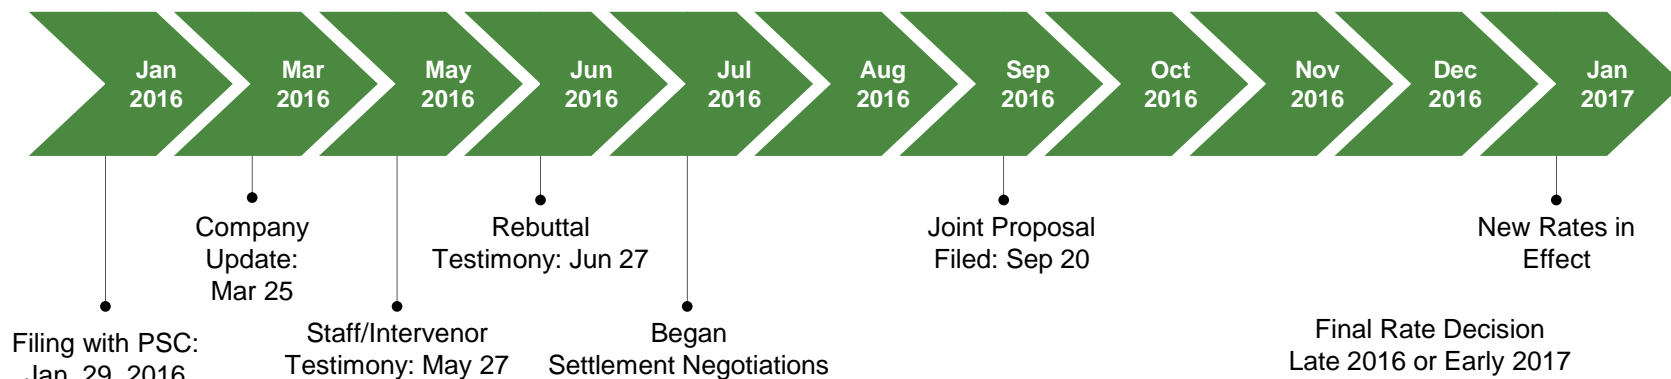 Jan
2016
Mar
2016
May
2016
Jun
2016
Jul
2016
Aug
2016
Sep
2016
Oct
2016
Nov
2016
Dec
2016
Jan
2017
Company
Update:
Mar 25
Rebuttal
Testimony: Jun 27
Joint Proposal
Filed: Sep 20
New Rates in
Effect
Filing with PSC:
Jan. 29, 2016
Staff/Intervenor
Testimony: May 27
Began
Settlement Negotiations
Final Rate Decision
Late 2016 or Early 2017